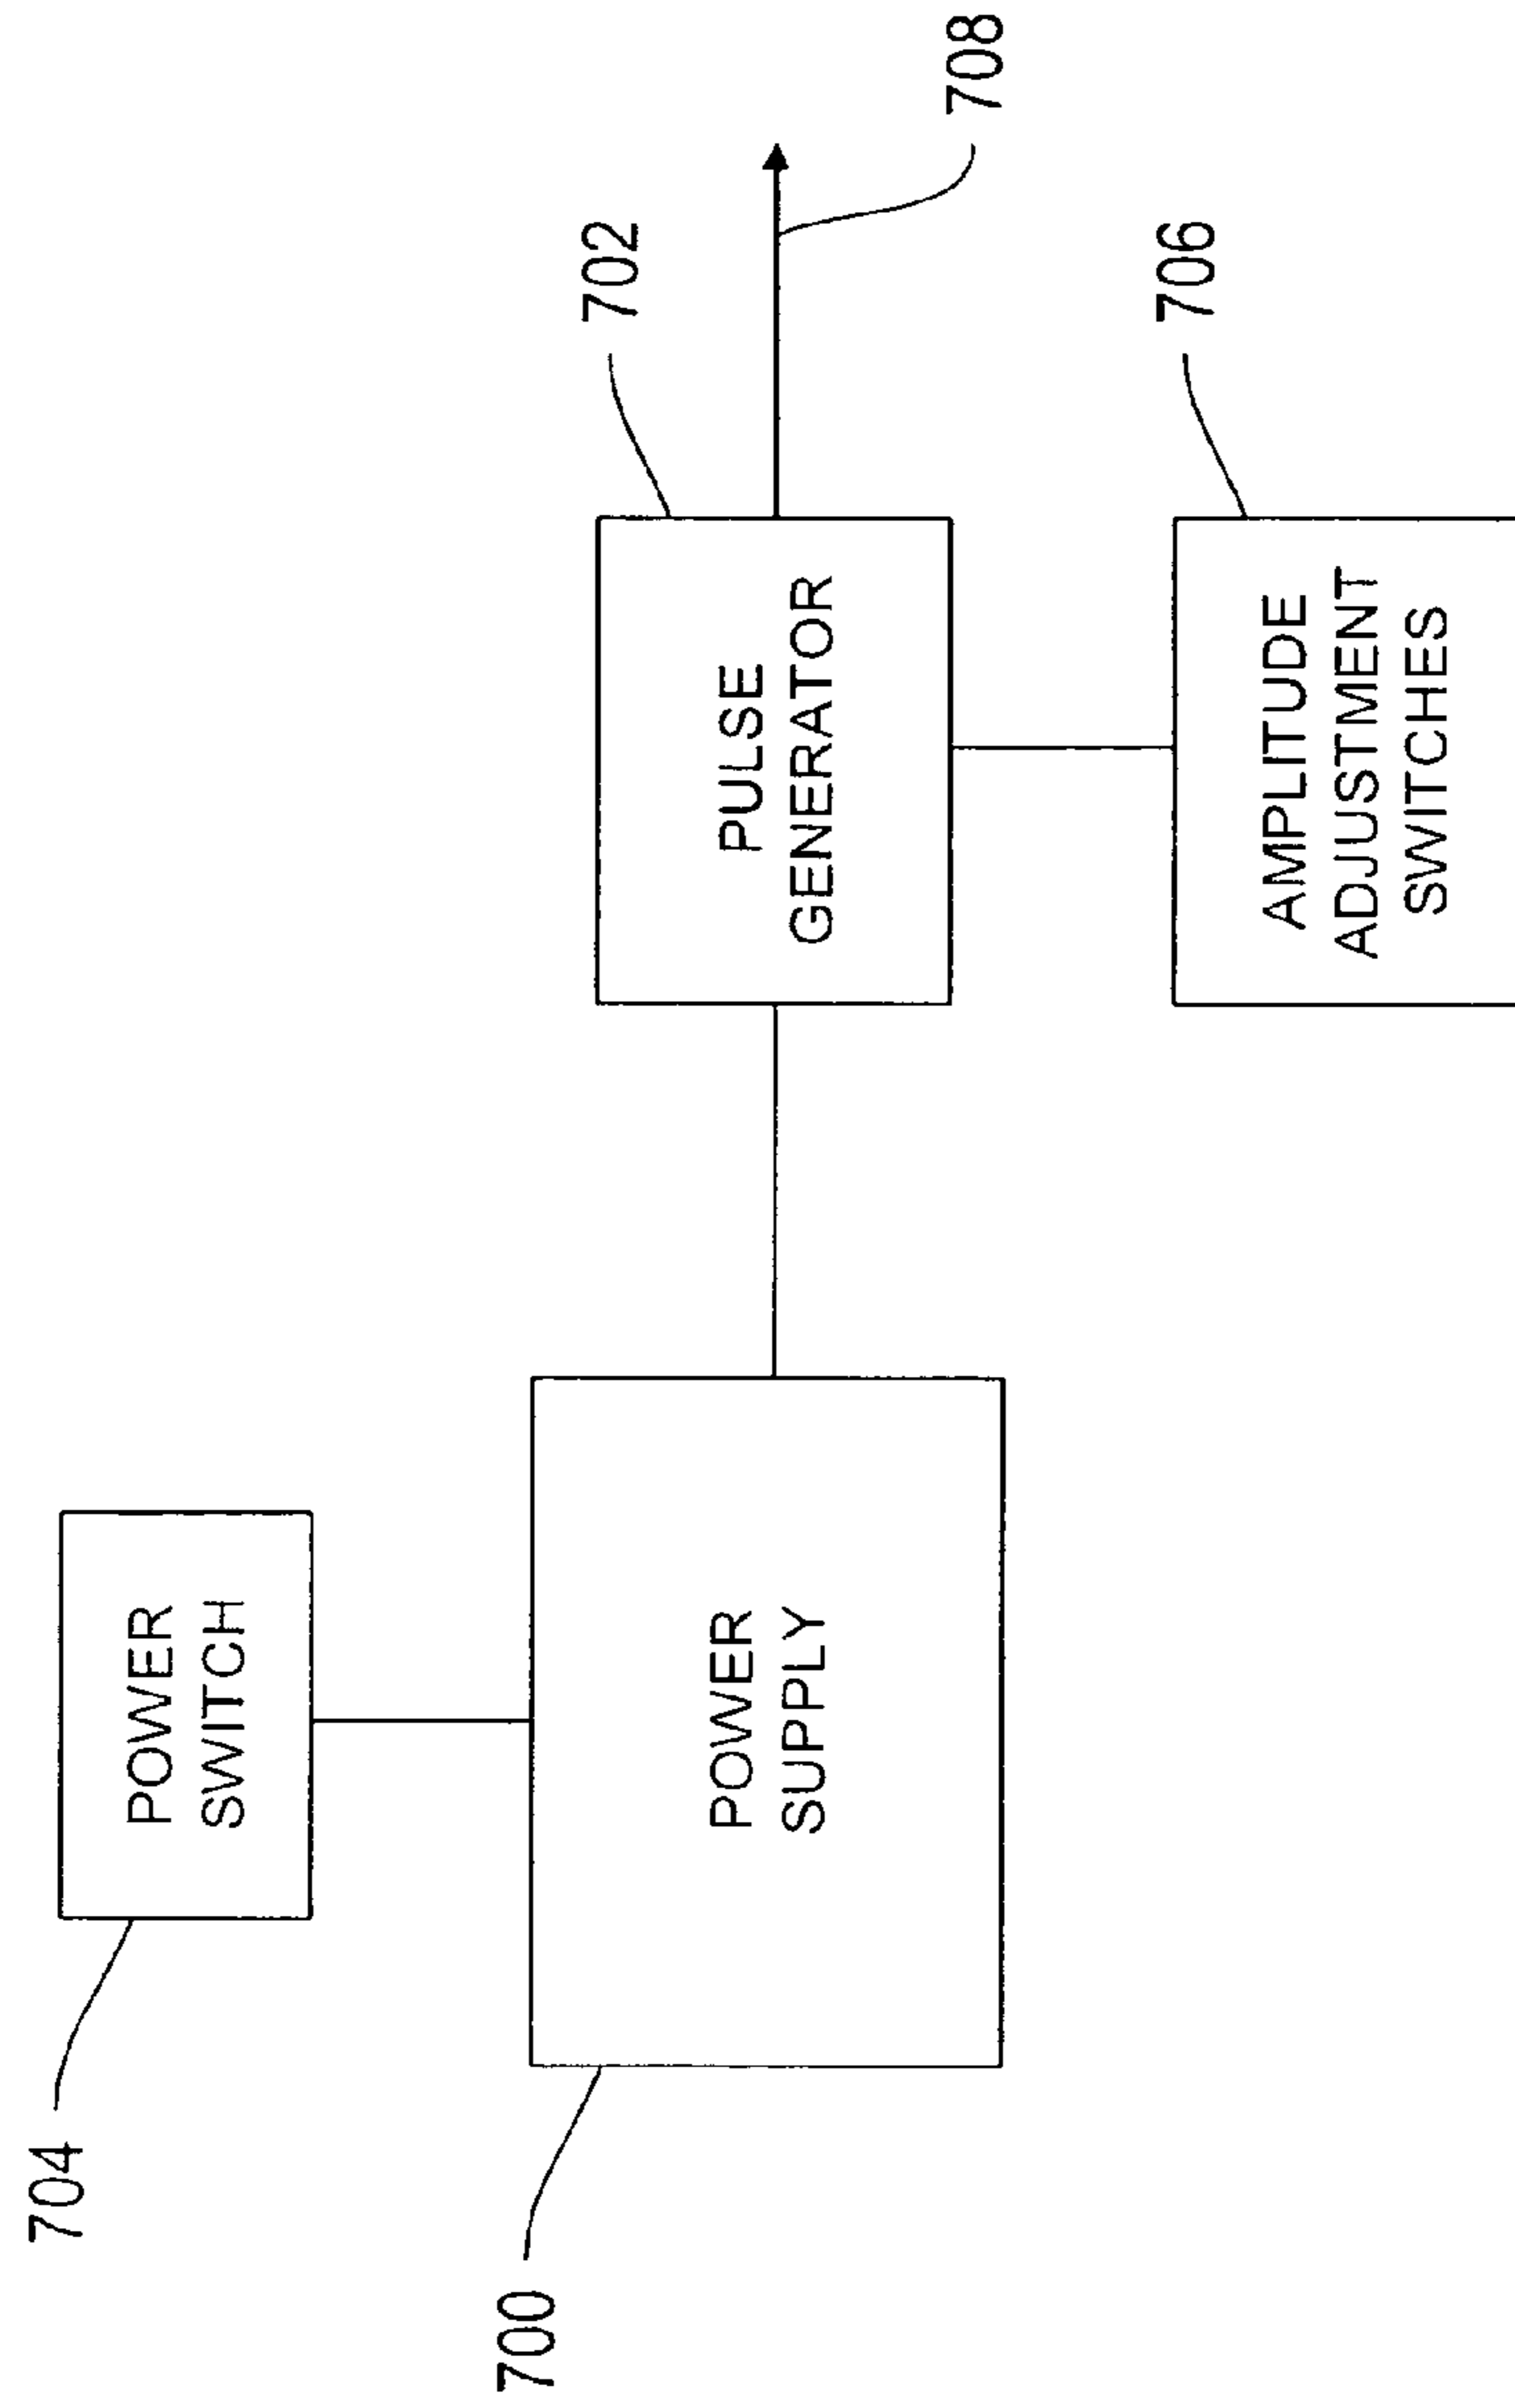 704
POWER
SWITCH
700
POWER
SUPPLY
702
PULSE
GENERATOR
708
706
AMPLITUDE
ADJUSTMENT
SWITCHES